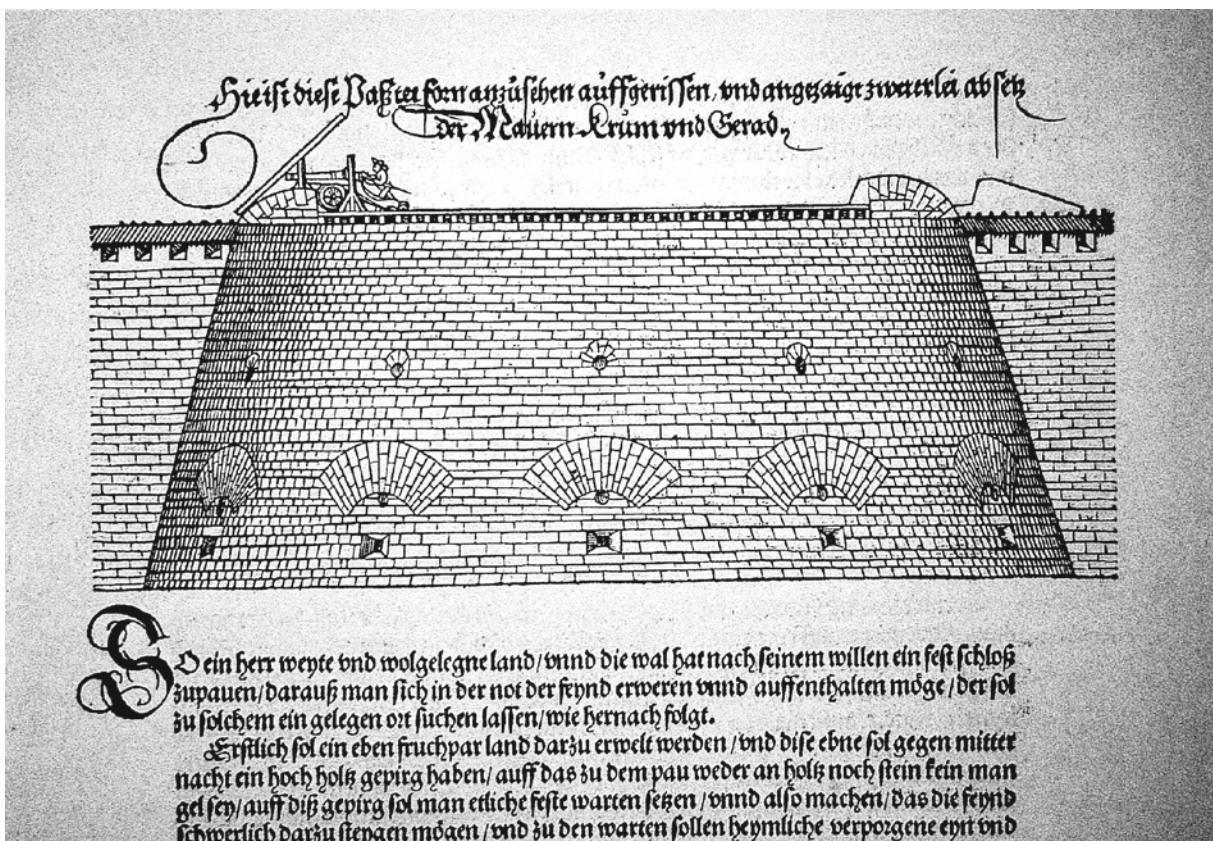 Hie ist diese Paßtei forn anzůsehen aůffgerissen, vnd angezaigt zweierlei absetz
der Maůern Krum vnd Gerad,
SO ein herr weyte vnd wolgelegne land/vnnd die wal hat nach seinem willen ein fest schloß
zupauen/darauß man sich in der not der feynd erweren vnnd auffenthalten möge/der sol
zu solchem ein gelegen ort suchen lassen/wie hernach folgt.
Erstlich sol ein eben fruchpar land darzu erwelt werden/vnd dise ebne sol gegen mitter
nacht ein hoch holtz gepirg haben/auff das zu dem pau weder an holtz noch stein kein man
gel sey/auff diß gepirg sol man etliche feste warten setzen/vnnd also machen/das die feynd
schwerlich darzu steygen mögen/vnd zu den warten sollen heymliche verporgene eyn vnd